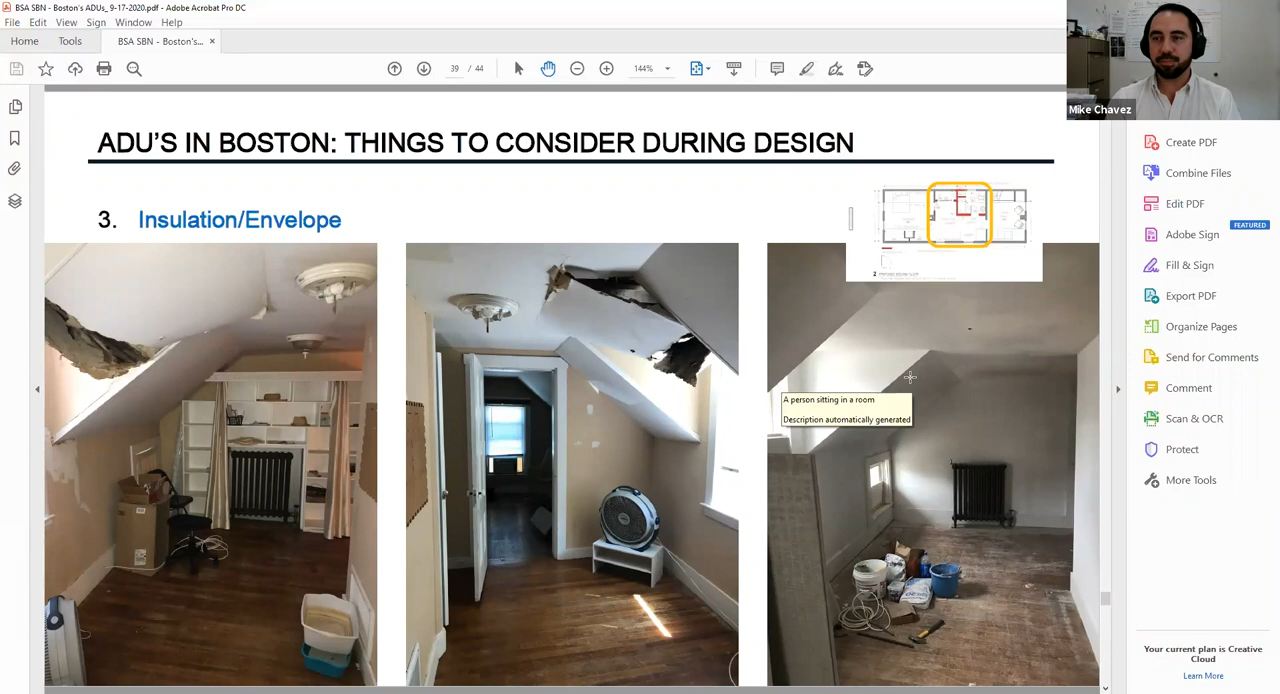 BSA SBN - Boston's ADUs_ 9-17-2020.pdf - Adobe Acrobat Pro DC
File Edit View Sign Window Help
Home Tools BSA SBN - Boston's... ×
39 / 44 144%
Mike Chavez
ADU'S IN BOSTON: THINGS TO CONSIDER DURING DESIGN
3. Insulation/Envelope
2
A person sitting in a room
Description automatically generated
Create PDF
Combine Files
Edit PDF
FEATURED
Adobe Sign
Fill & Sign
Export PDF
Organize Pages
Send for Comments
Comment
Scan & OCR
Protect
More Tools
Your current plan is Creative
Cloud
Learn More